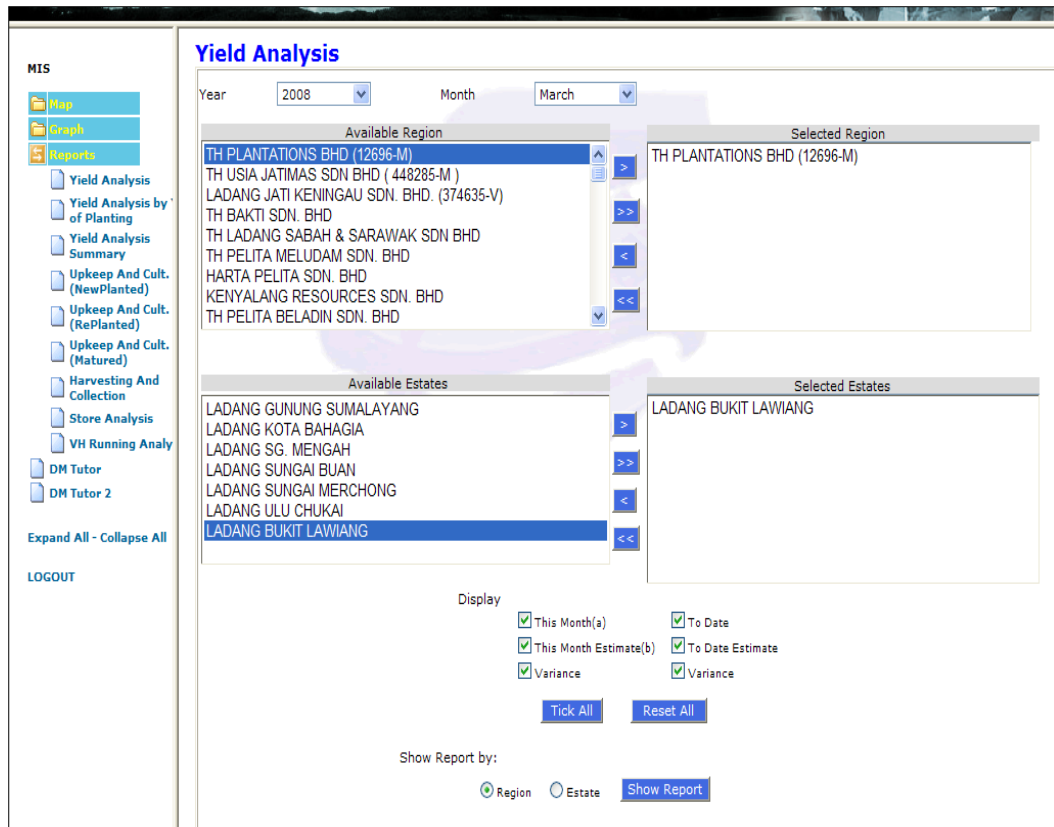 MIS
Map
Graph
Reports
Yield Analysis
Yield Analysis by
of Planting
Yield Analysis
Summary
Upkeep And Cult.
(NewPlanted)
Upkeep And Cult.
(RePlanted)
Upkeep And Cult.
(Matured)
Harvesting And
Collection
Store Analysis
VH Running Analy
DM Tutor
DM Tutor 2
Expand All - Collapse All
LOGOUT
Yield Analysis
Year 2008 Month March
Available Region
TH PLANTATIONS BHD (12696-M)
TH USIA JATIMAS SDN BHD ( 448285-M )
LADANG JATI KENINGAU SDN. BHD. (374635-V)
TH BAKTI SDN. BHD
TH LADANG SABAH & SARAWAK SDN BHD
TH PELITA MELUDAM SDN. BHD
HARTA PELITA SDN. BHD
KENYALANG RESOURCES SDN. BHD
TH PELITA BELADIN SDN. BHD
>
>>
<
<<
Selected Region
TH PLANTATIONS BHD (12696-M)
Available Estates
LADANG GUNUNG SUMALAYANG
LADANG KOTA BAHAGIA
LADANG SG. MENGAH
LADANG SUNGAI BUAN
LADANG SUNGAI MERCHONG
LADANG ULU CHUKAI
LADANG BUKIT LAWIANG
>
>>
<
<<
Selected Estates
LADANG BUKIT LAWIANG
Display
This Month(a) To Date
This Month Estimate(b) To Date Estimate
Variance Variance
Tick All Reset All
Show Report by:
Region Estate Show Report